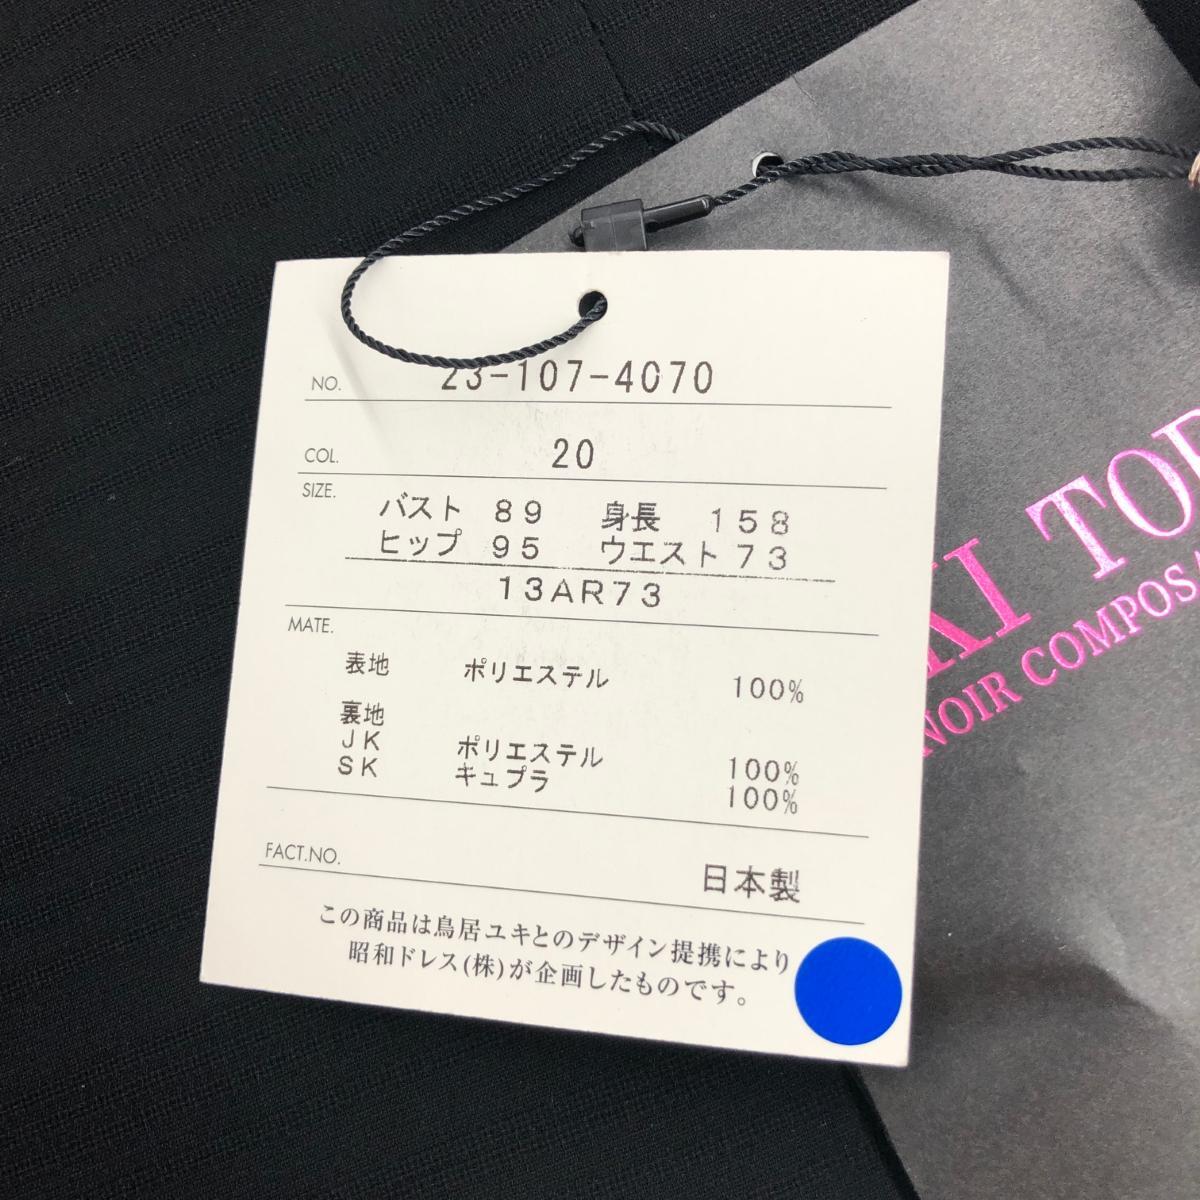 NO. 23-107-4070
COL. 20
SIZE. バスト 89 身長 158
ヒップ 95 ウエスト 73
13AR73
MATE.
表地 ポリエステル 100%
裏地
JK ポリエステル 100%
SK キュプラ 100%
FACT.NO.
日本製
この商品は鳥居ユキとのデザイン提携により
昭和ドレス(株)が企画したものです。
KI TOR
NOIR COMPOSA